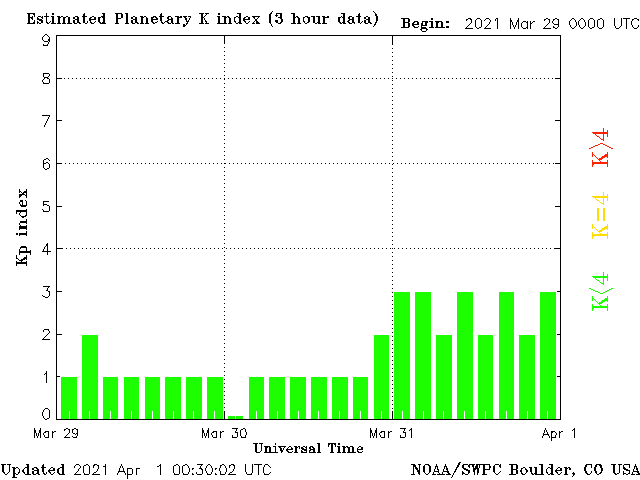 Estimated Planetary K index (3 hour data)
Begin: 2021 Mar 29 0000 UTC
9
8
7
6
5
4
3
2
1
0
Kp index
K>4
K=4
K<4
Mar 29
Mar 30
Mar 31
Apr 1
Universal Time
Updated 2021 Apr 1 00:30:02 UTC
NOAA/SWPC Boulder, CO USA